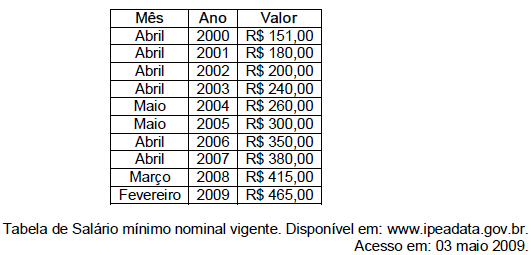 Mês Ano Valor
Abril 2000 R$ 151,00
Abril 2001 R$ 180,00
Abril 2002 R$ 200,00
Abril 2003 R$ 240,00
Maio 2004 R$ 260,00
Maio 2005 R$ 300,00
Abril 2006 R$ 350,00
Abril 2007 R$ 380,00
Março 2008 R$ 415,00
Fevereiro 2009 R$ 465,00
Tabela de Salário mínimo nominal vigente. Disponível em: www.ipeadata.gov.br.
Acesso em: 03 maio 2009.